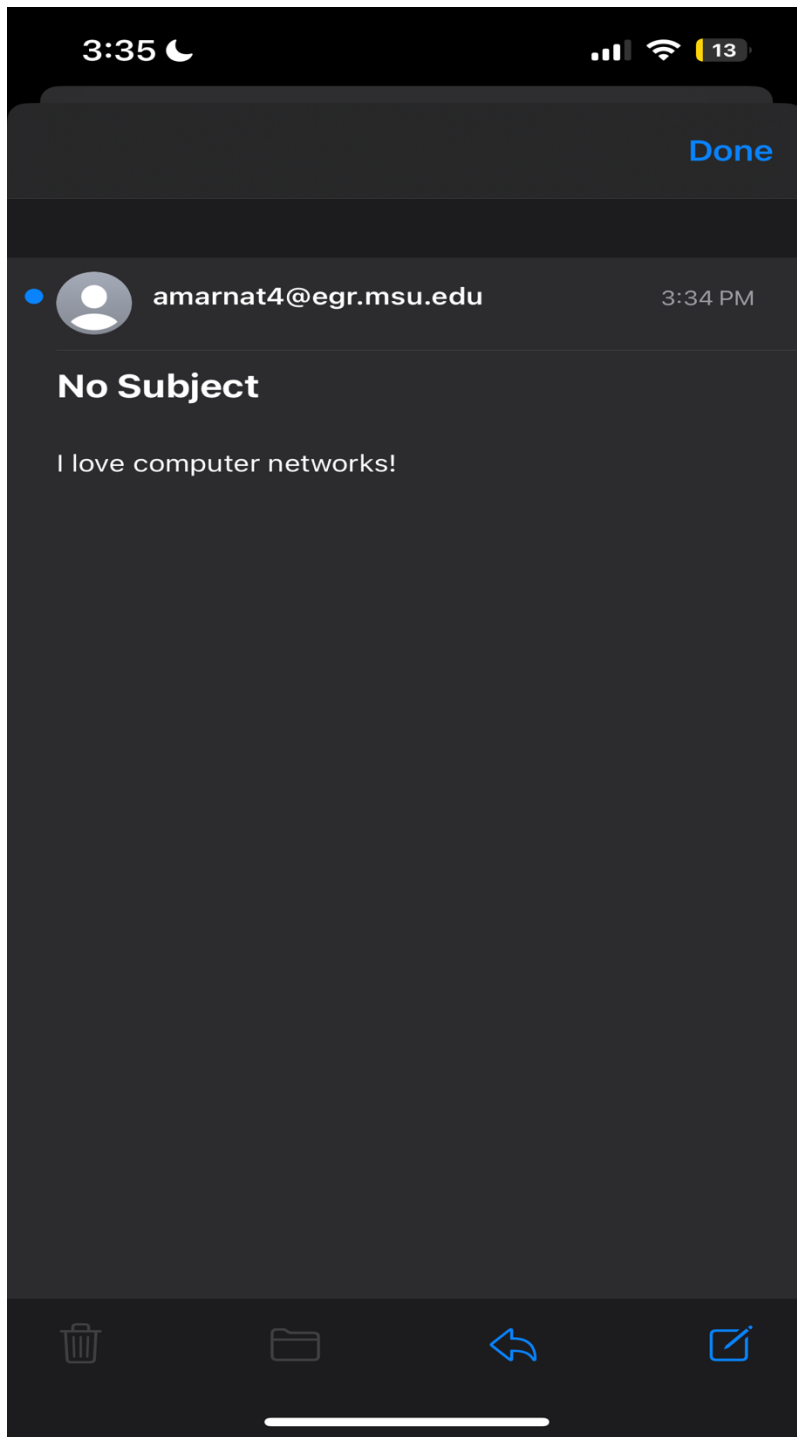 3:35
13
Done
amarnat4@egr.msu.edu 3:34 PM
No Subject
I love computer networks!